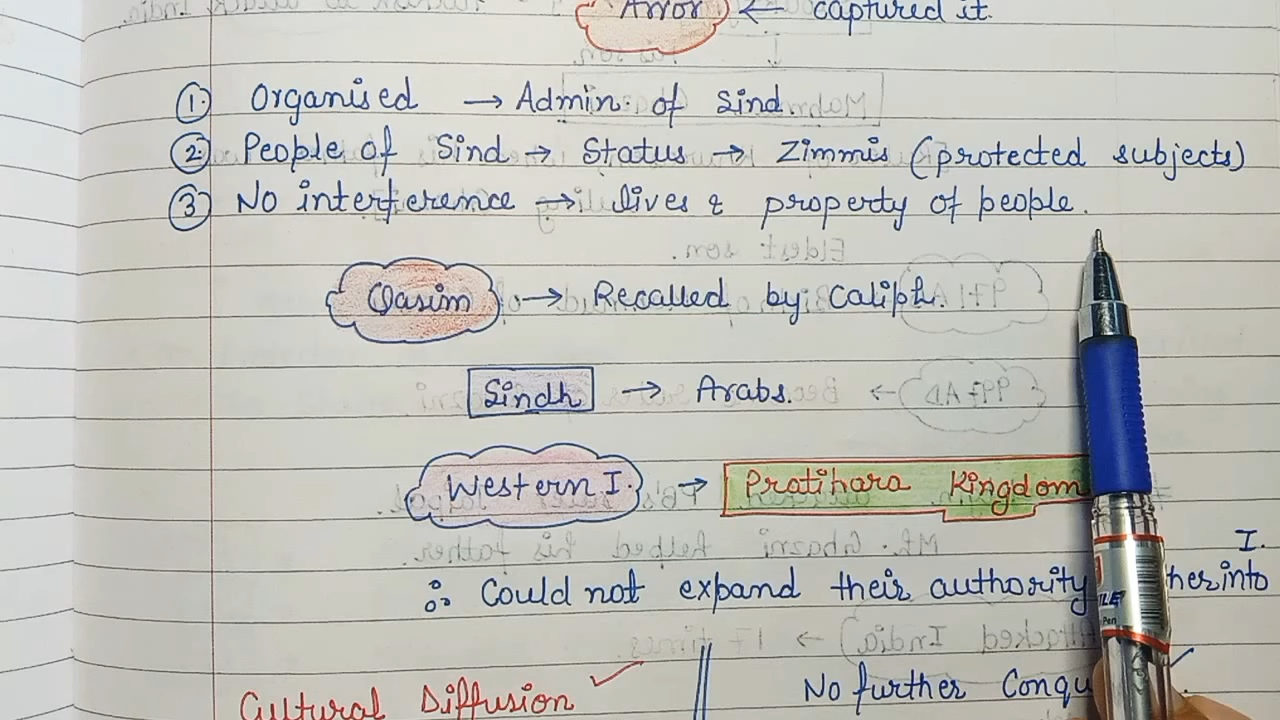 Arror ← captured it.
① Organised → Admin. of Sind.
② People of Sind → Status → Zimmis (protected subjects)
③ No interference → lives & property of people.
Qasim → Recalled by Caliph.
Sindh → Arabs.
Western I. → Pratihara Kingdom
I.
∴ Could not expand their authority into
Cultural Diffusion ✓
No further